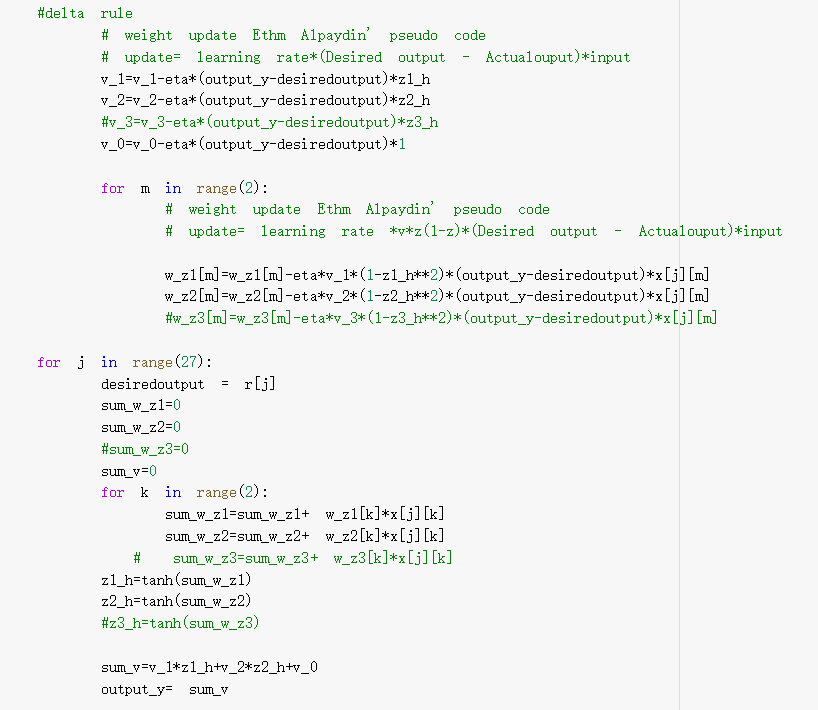 #delta rule
# weight update Ethm Alpaydin' pseudo code
# update= learning rate*(Desired output - Actualouput)*input
v_1=v_1-eta*(output_y-desiredoutput)*z1_h
v_2=v_2-eta*(output_y-desiredoutput)*z2_h
#v_3=v_3-eta*(output_y-desiredoutput)*z3_h
v_0=v_0-eta*(output_y-desiredoutput)*1
for m in range(2):
# weight update Ethm Alpaydin' pseudo code
# update= learning rate *v*z(1-z)*(Desired output - Actualouput)*input
w_z1[m]=w_z1[m]-eta*v_1*(1-z1_h**2)*(output_y-desiredoutput)*x[j][m]
w_z2[m]=w_z2[m]-eta*v_2*(1-z2_h**2)*(output_y-desiredoutput)*x[j][m]
#w_z3[m]=w_z3[m]-eta*v_3*(1-z3_h**2)*(output_y-desiredoutput)*x[j][m]
for j in range(27):
desiredoutput = r[j]
sum_w_z1=0
sum_w_z2=0
#sum_w_z3=0
sum_v=0
for k in range(2):
sum_w_z1=sum_w_z1+ w_z1[k]*x[j][k]
sum_w_z2=sum_w_z2+ w_z2[k]*x[j][k]
# sum_w_z3=sum_w_z3+ w_z3[k]*x[j][k]
z1_h=tanh(sum_w_z1)
z2_h=tanh(sum_w_z2)
#z3_h=tanh(sum_w_z3)
sum_v=v_1*z1_h+v_2*z2_h+v_0
output_y= sum_v